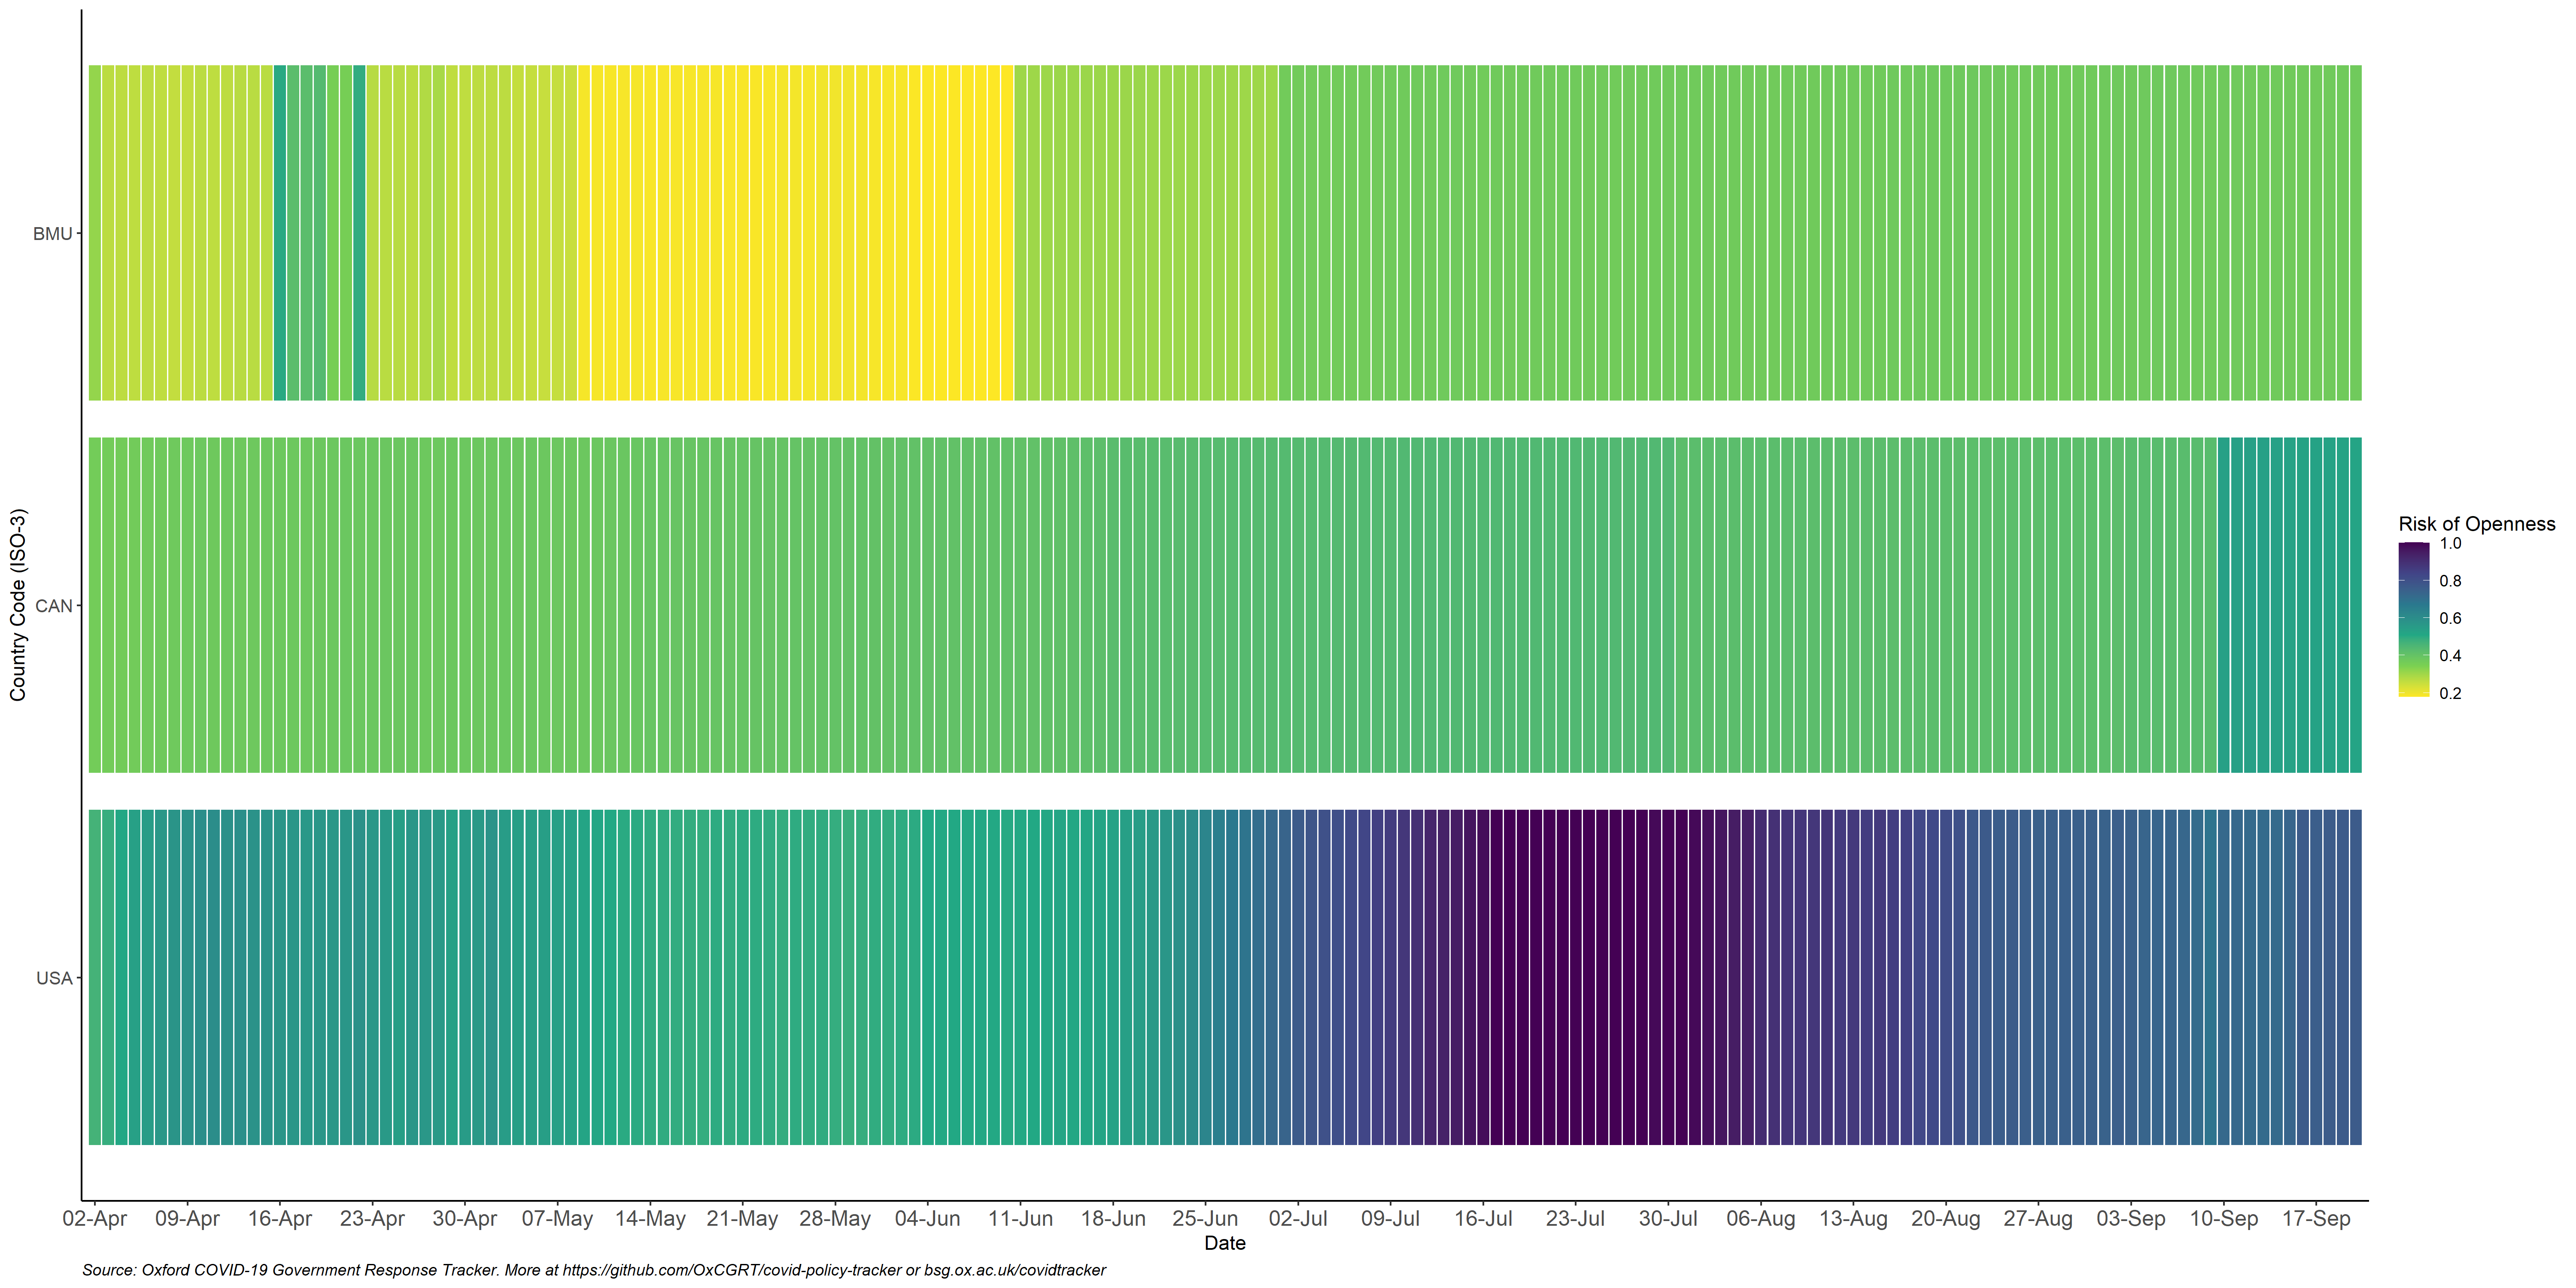 BMU
CAN
USA
Country Code (ISO-3)
Risk of Openness
1.0
0.8
0.6
0.4
0.2
02-Apr 09-Apr 16-Apr 23-Apr 30-Apr 07-May 14-May 21-May 28-May 04-Jun 11-Jun 18-Jun 25-Jun 02-Jul 09-Jul 16-Jul 23-Jul 30-Jul 06-Aug 13-Aug 20-Aug 27-Aug 03-Sep 10-Sep 17-Sep
Date
Source: Oxford COVID-19 Government Response Tracker. More at https://github.com/OxCGRT/covid-policy-tracker or bsg.ox.ac.uk/covidtracker